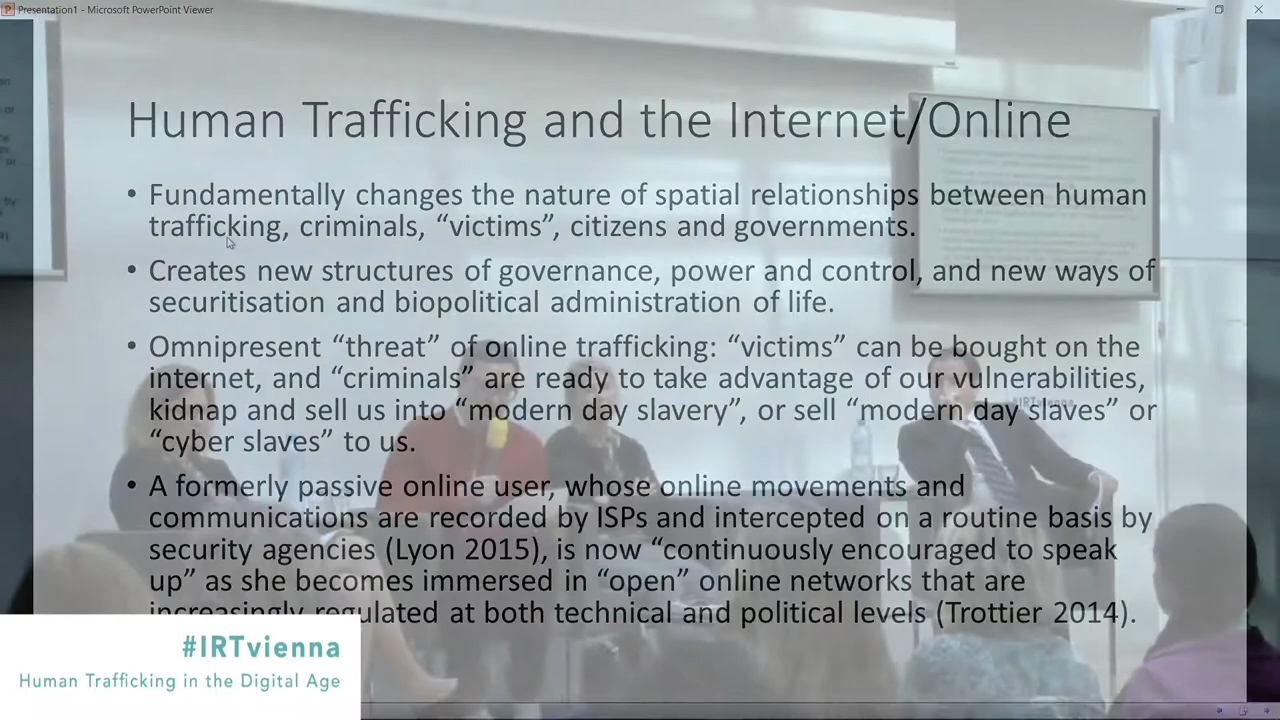 Presentation1 - Microsoft PowerPoint Viewer
Human Trafficking and the Internet/Online
• Fundamentally changes the nature of spatial relationships between human
trafficking, criminals, “victims”, citizens and governments.
• Creates new structures of governance, power and control, and new ways of
securitisation and biopolitical administration of life.
• Omnipresent “threat” of online trafficking: “victims” can be bought on the
internet, and “criminals” are ready to take advantage of our vulnerabilities,
kidnap and sell us into “modern day slavery”, or sell “modern day slaves” or
“cyber slaves” to us.
• A formerly passive online user, whose online movements and
communications are recorded by ISPs and intercepted on a routine basis by
security agencies (Lyon 2015), is now “continuously encouraged to speak
up” as she becomes immersed in “open” online networks that are
increasingly regulated at both technical and political levels (Trottier 2014).
#IRTvienna
Human Trafficking in the Digital Age